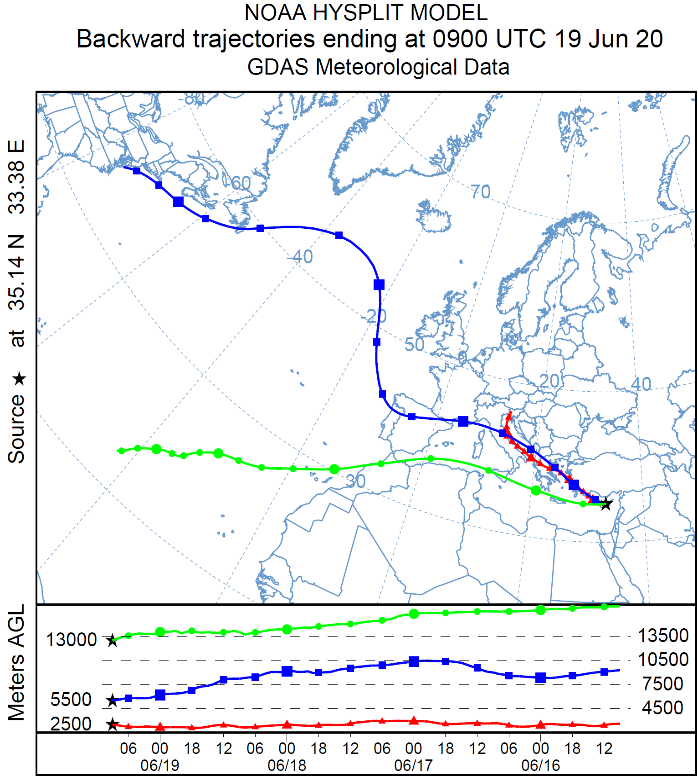 NOAA HYSPLIT MODEL
Backward trajectories ending at 0900 UTC 19 Jun 20
GDAS Meteorological Data
Source ★ at 35.14 N 33.38 E
-80
-60
70
-40
-20
50
20
40
30
Meters AGL
13000
5500
2500
13500
10500
7500
4500
06 00 18 12 06 00 18 12 06 00 18 12 06 00 18 12
06/19 06/18 06/17 06/16